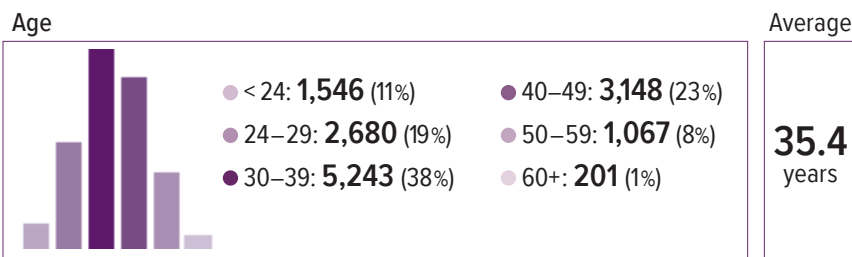 Age
Average
< 24: 1,546 (11%)
24–29: 2,680 (19%)
30–39: 5,243 (38%)
40–49: 3,148 (23%)
50–59: 1,067 (8%)
60+: 201 (1%)
35.4
years